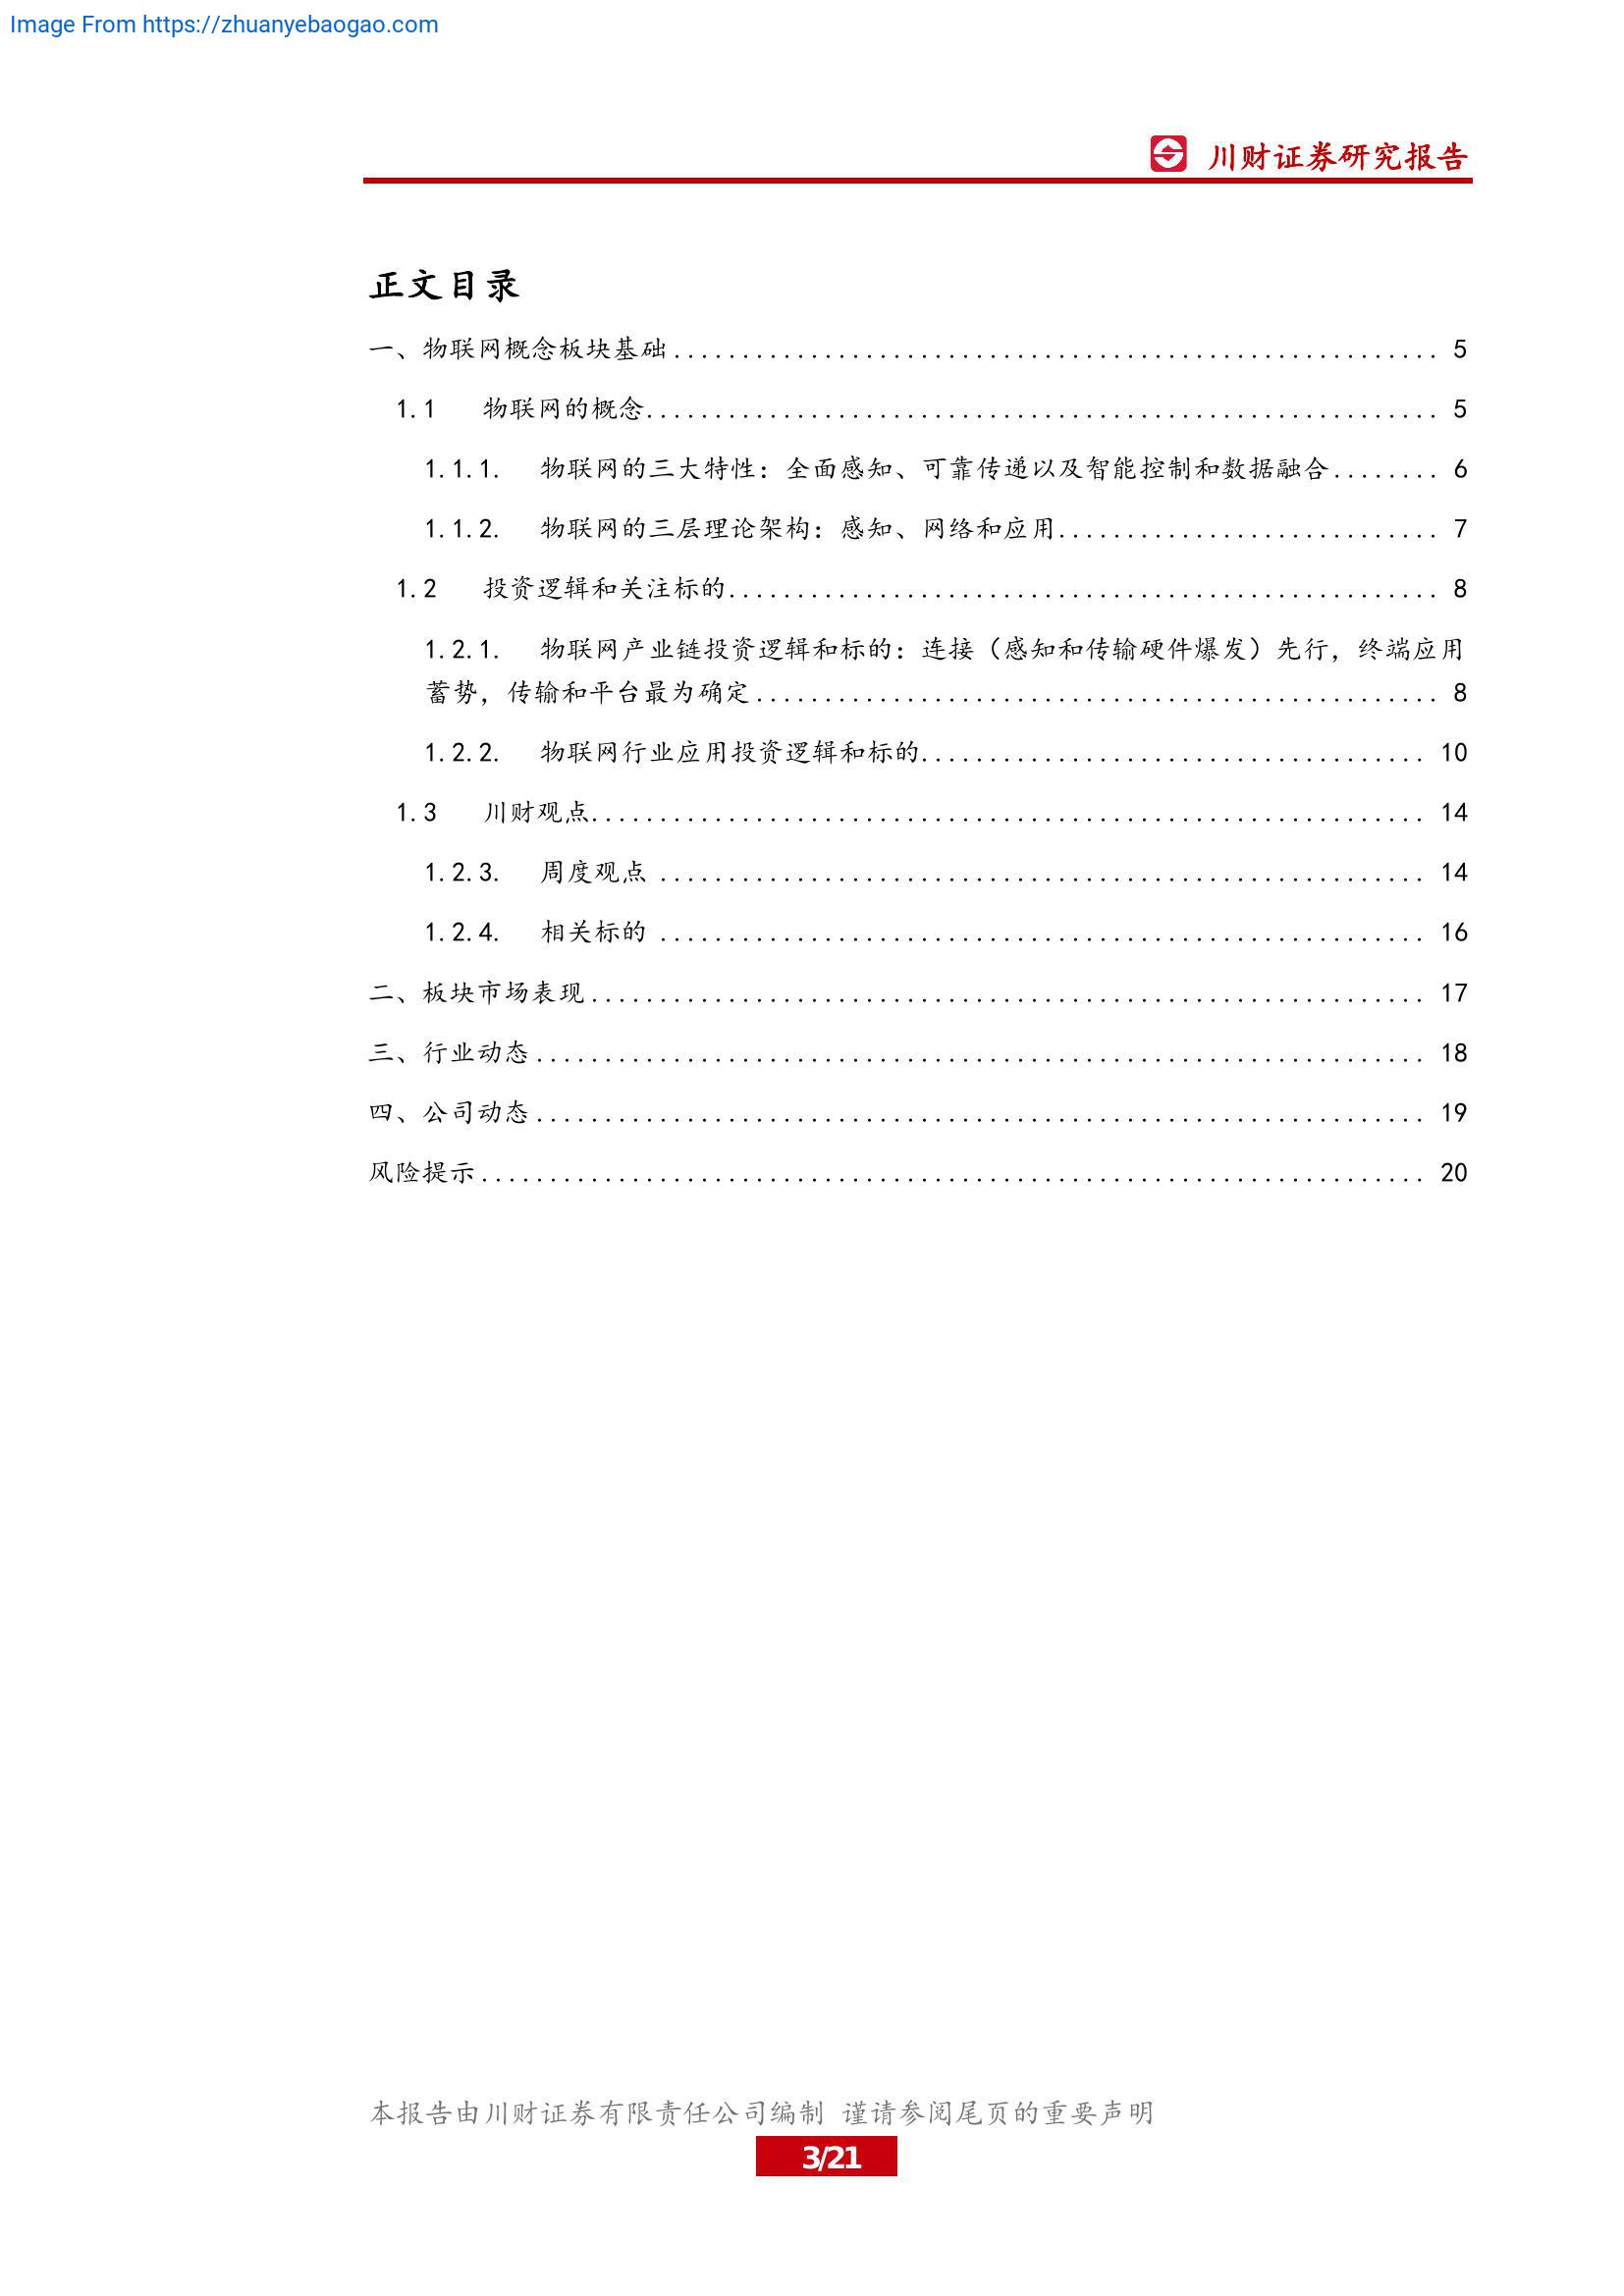 Image From https://zhuanyebaogao.com
川财证券研究报告
正文目录
一、物联网概念板块基础........................................................ 5
1.1 物联网的概念.......................................................... 5
1.1.1. 物联网的三大特性：全面感知、可靠传递以及智能控制和数据融合........ 6
1.1.2. 物联网的三层理论架构：感知、网络和应用............................ 7
1.2 投资逻辑和关注标的.................................................... 8
1.2.1. 物联网产业链投资逻辑和标的：连接（感知和传输硬件爆发）先行，终端应用
蓄势，传输和平台最为确定.................................................. 8
1.2.2. 物联网行业应用投资逻辑和标的..................................... 10
1.3 川财观点............................................................. 14
1.2.3. 周度观点 ........................................................ 14
1.2.4. 相关标的 ........................................................ 16
二、板块市场表现............................................................. 17
三、行业动态................................................................. 18
四、公司动态................................................................. 19
风险提示..................................................................... 20
本报告由川财证券有限责任公司编制 谨请参阅尾页的重要声明
3/21